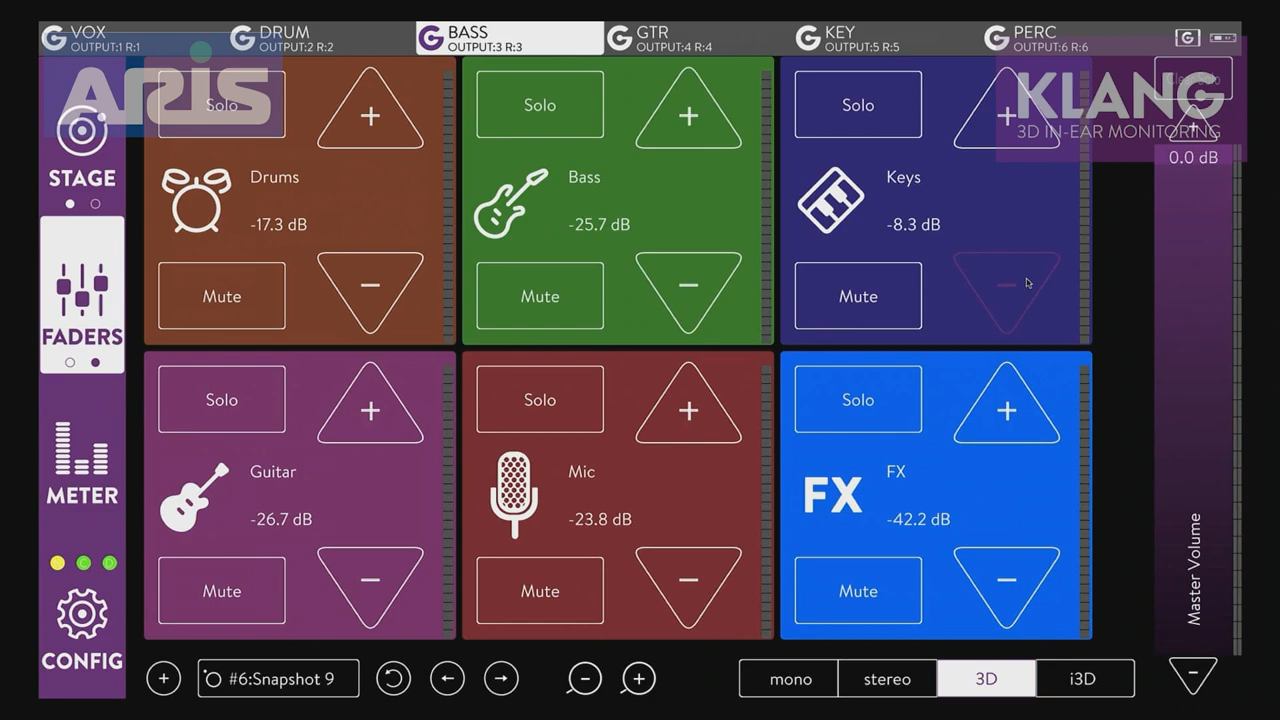 VOX
OUTPUT:1 R:1
DRUM
OUTPUT:2 R:2
BASS
OUTPUT:3 R:3
GTR
OUTPUT:4 R:4
KEY
OUTPUT:5 R:5
PERC
OUTPUT:6 R:6
ARIS
KLANG
3D IN-EAR MONITORING
STAGE
FADERS
METER
CONFIG
Solo
Drums
-17.3 dB
Mute
+
−
Solo
Bass
-25.7 dB
Mute
+
−
Solo
Keys
-8.3 dB
Mute
+
−
Solo
Guitar
-26.7 dB
Mute
+
−
Solo
Mic
-23.8 dB
Mute
+
−
Solo
FX
FX
-42.2 dB
Mute
+
−
Clear Solo
+
0.0 dB
Master Volume
−
+
#6:Snapshot 9
−
+
mono
stereo
3D
i3D